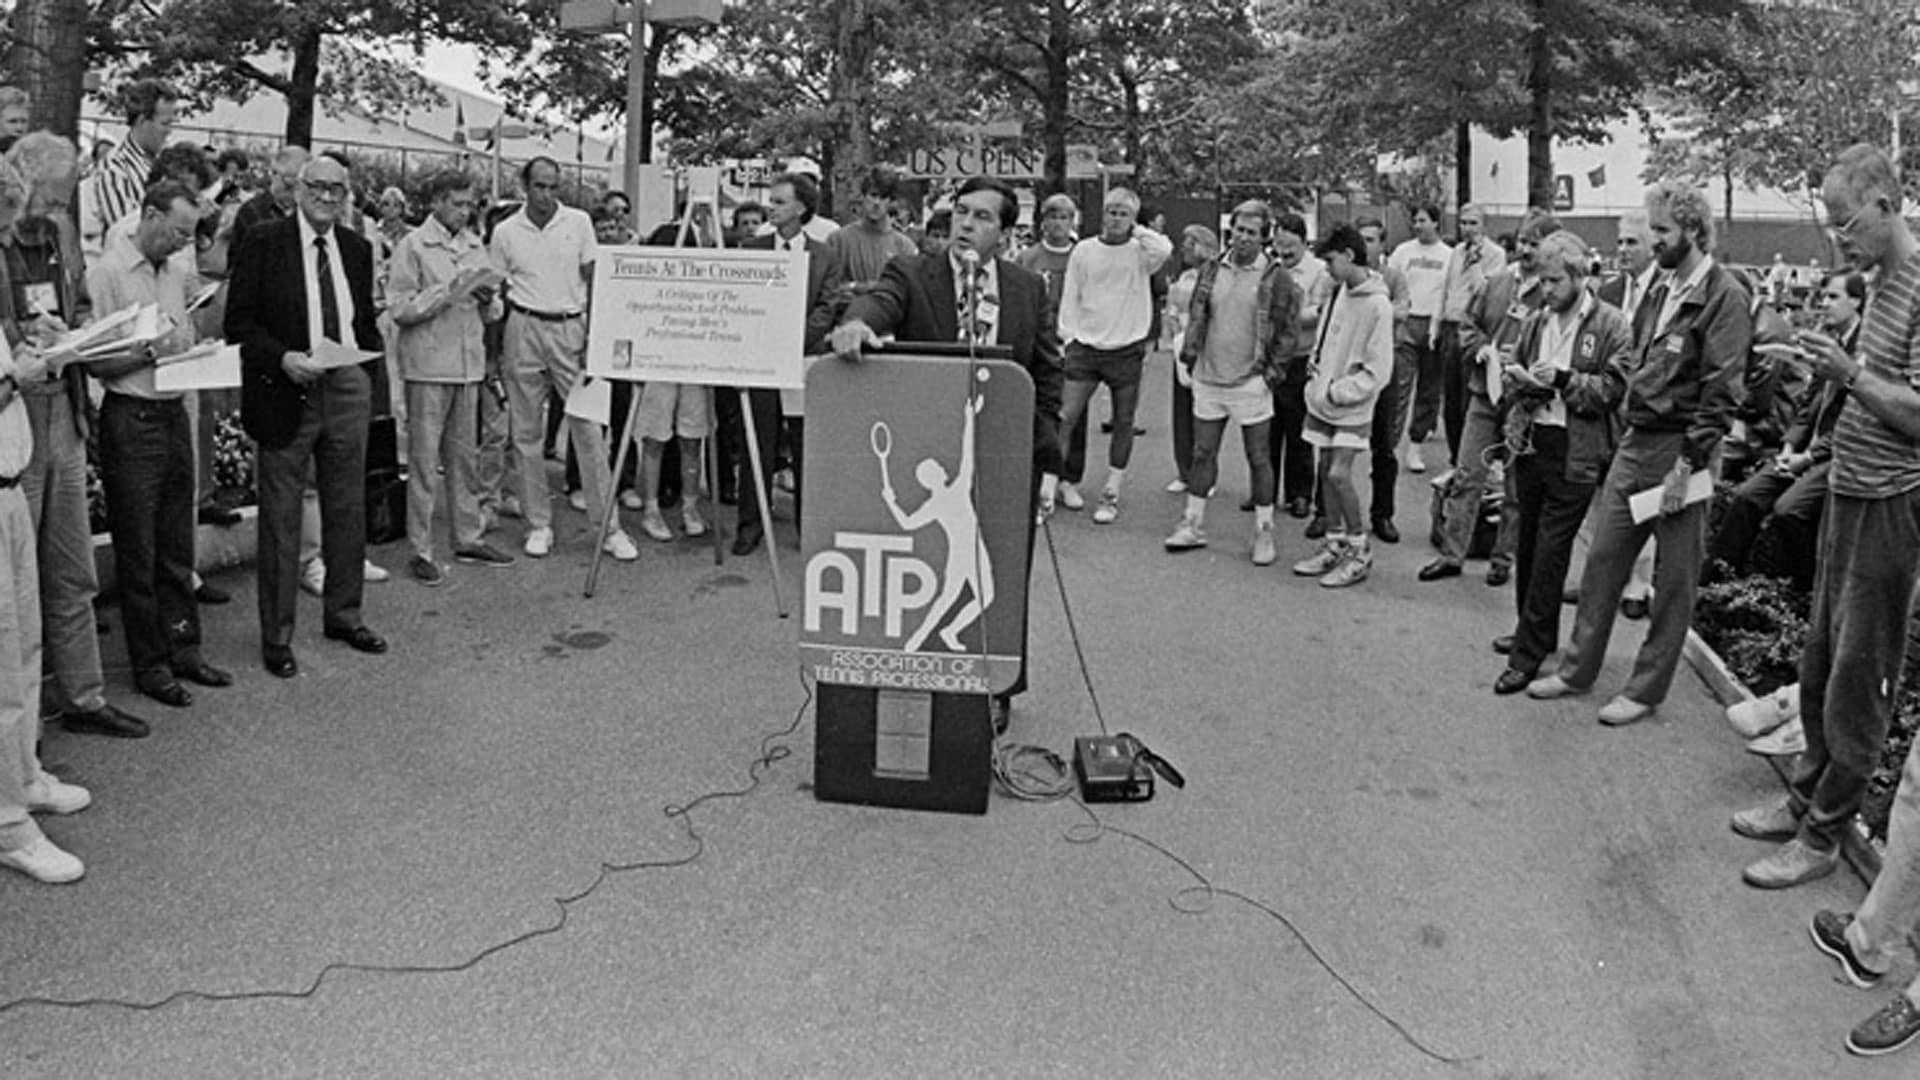 US OPEN
Tennis At The Crossroads
A Critique Of The
Opportunities And Problems
Facing Men's
Professional Tennis
ATP
ASSOCIATION OF
TENNIS PROFESSIONALS